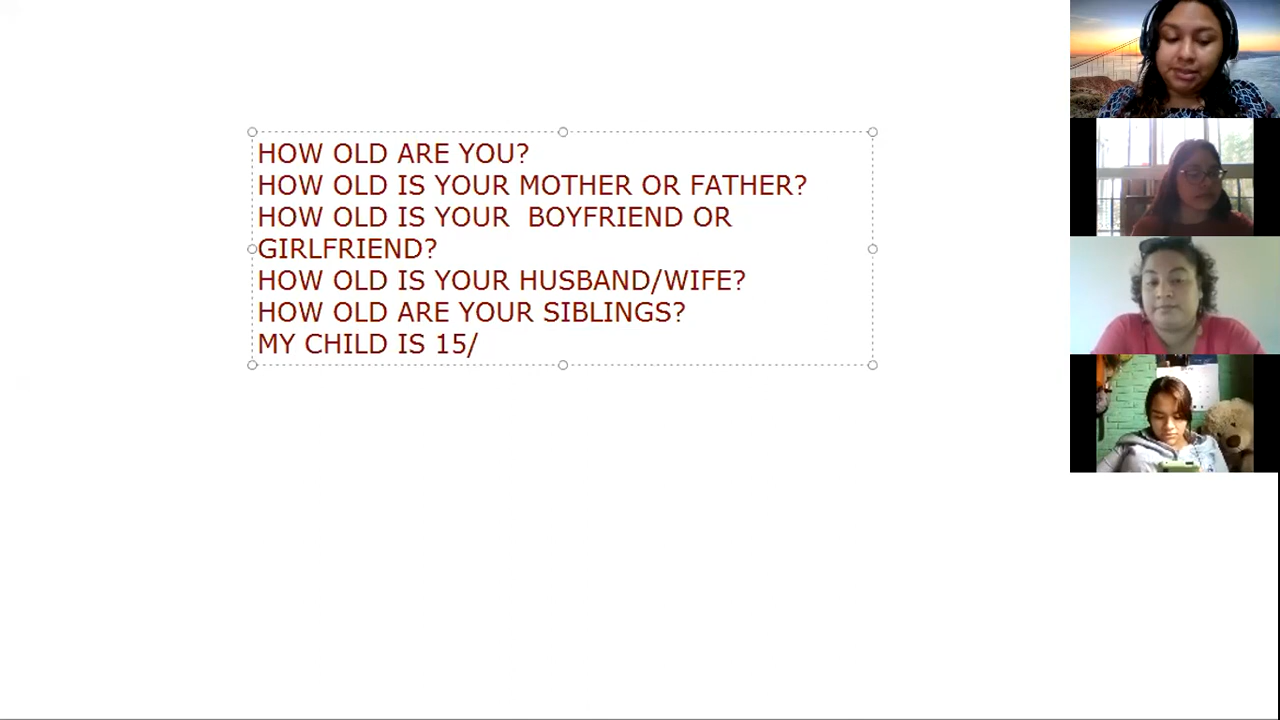 HOW OLD ARE YOU?
HOW OLD IS YOUR MOTHER OR FATHER?
HOW OLD IS YOUR  BOYFRIEND OR
GIRLFRIEND?
HOW OLD IS YOUR HUSBAND/WIFE?
HOW OLD ARE YOUR SIBLINGS?
MY CHILD IS 15/